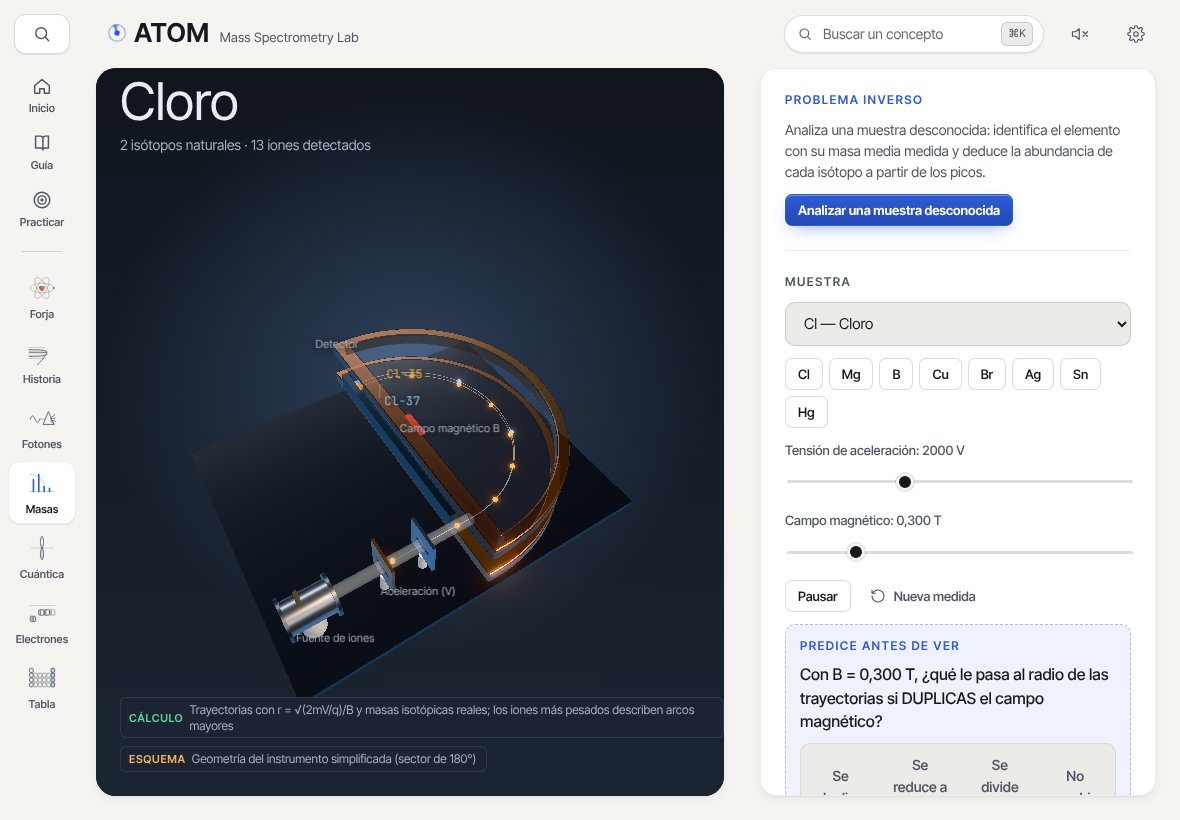 ATOM Mass Spectrometry Lab
Buscar un concepto
⌘K
Inicio
Guía
Practicar
Forja
Historia
Fotones
Masas
Cuántica
Electrones
Tabla
Cloro
2 isótopos naturales · 13 iones detectados
Detector
Cl-35
Cl-37
Campo magnético B
Aceleración (V)
Fuente de iones
CÁLCULO
Trayectorias con r = √(2mV/q)/B y masas isotópicas reales; los iones más pesados describen arcos
mayores
ESQUEMA Geometría del instrumento simplificada (sector de 180°)
PROBLEMA INVERSO
Analiza una muestra desconocida: identifica el elemento
con su masa media medida y deduce la abundancia de
cada isótopo a partir de los picos.
Analizar una muestra desconocida
MUESTRA
Cl — Cloro
Cl Mg B Cu Br Ag Sn
Hg
Tensión de aceleración: 2000 V
Campo magnético: 0,300 T
Pausar
Nueva medida
PREDICE ANTES DE VER
Con B = 0,300 T, ¿qué le pasa al radio de las
trayectorias si DUPLICAS el campo
magnético?
Se
Se
reduce a
Se
divide
No